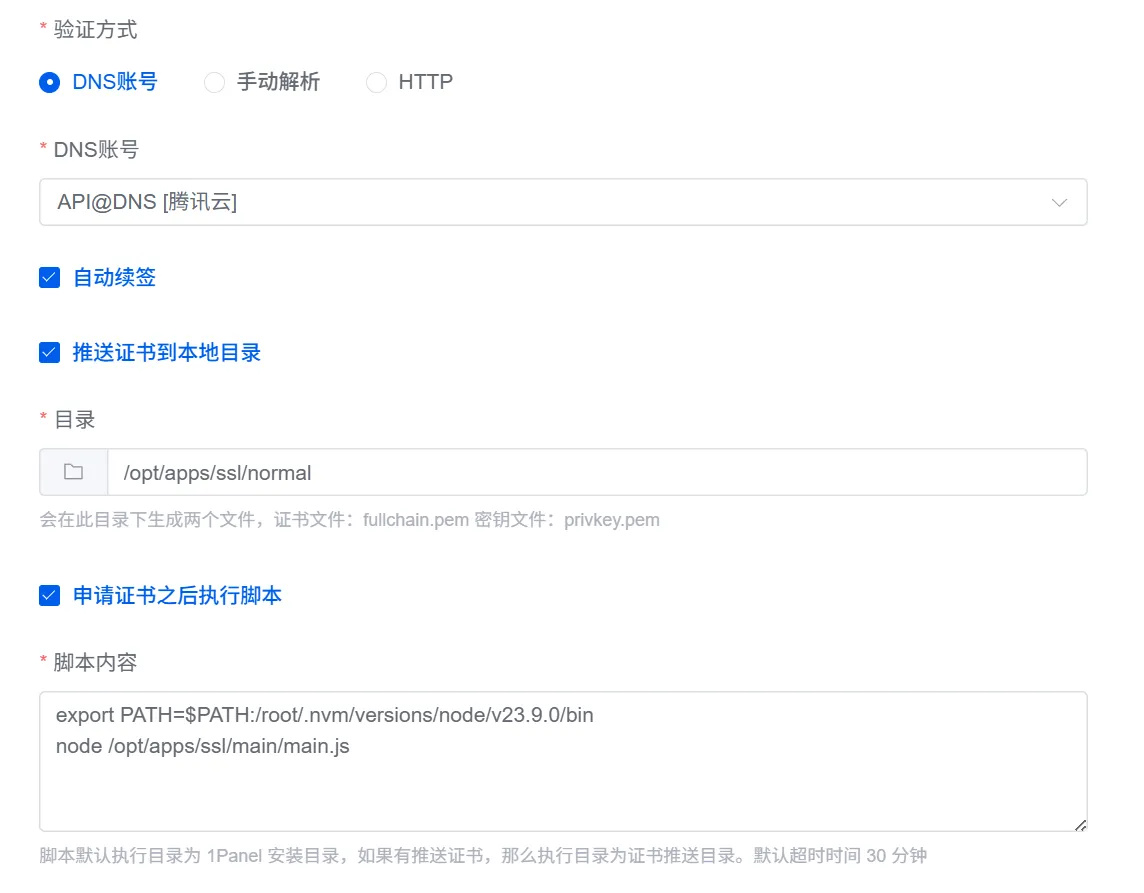 * 验证方式
DNS账号 手动解析 HTTP
* DNS账号
API@DNS [腾讯云]
自动续签
推送证书到本地目录
* 目录
/opt/apps/ssl/normal
会在此目录下生成两个文件，证书文件：fullchain.pem 密钥文件：privkey.pem
申请证书之后执行脚本
* 脚本内容
export PATH=$PATH:/root/.nvm/versions/node/v23.9.0/bin
node /opt/apps/ssl/main/main.js
脚本默认执行目录为 1Panel 安装目录，如果有推送证书，那么执行目录为证书推送目录。默认超时时间 30 分钟